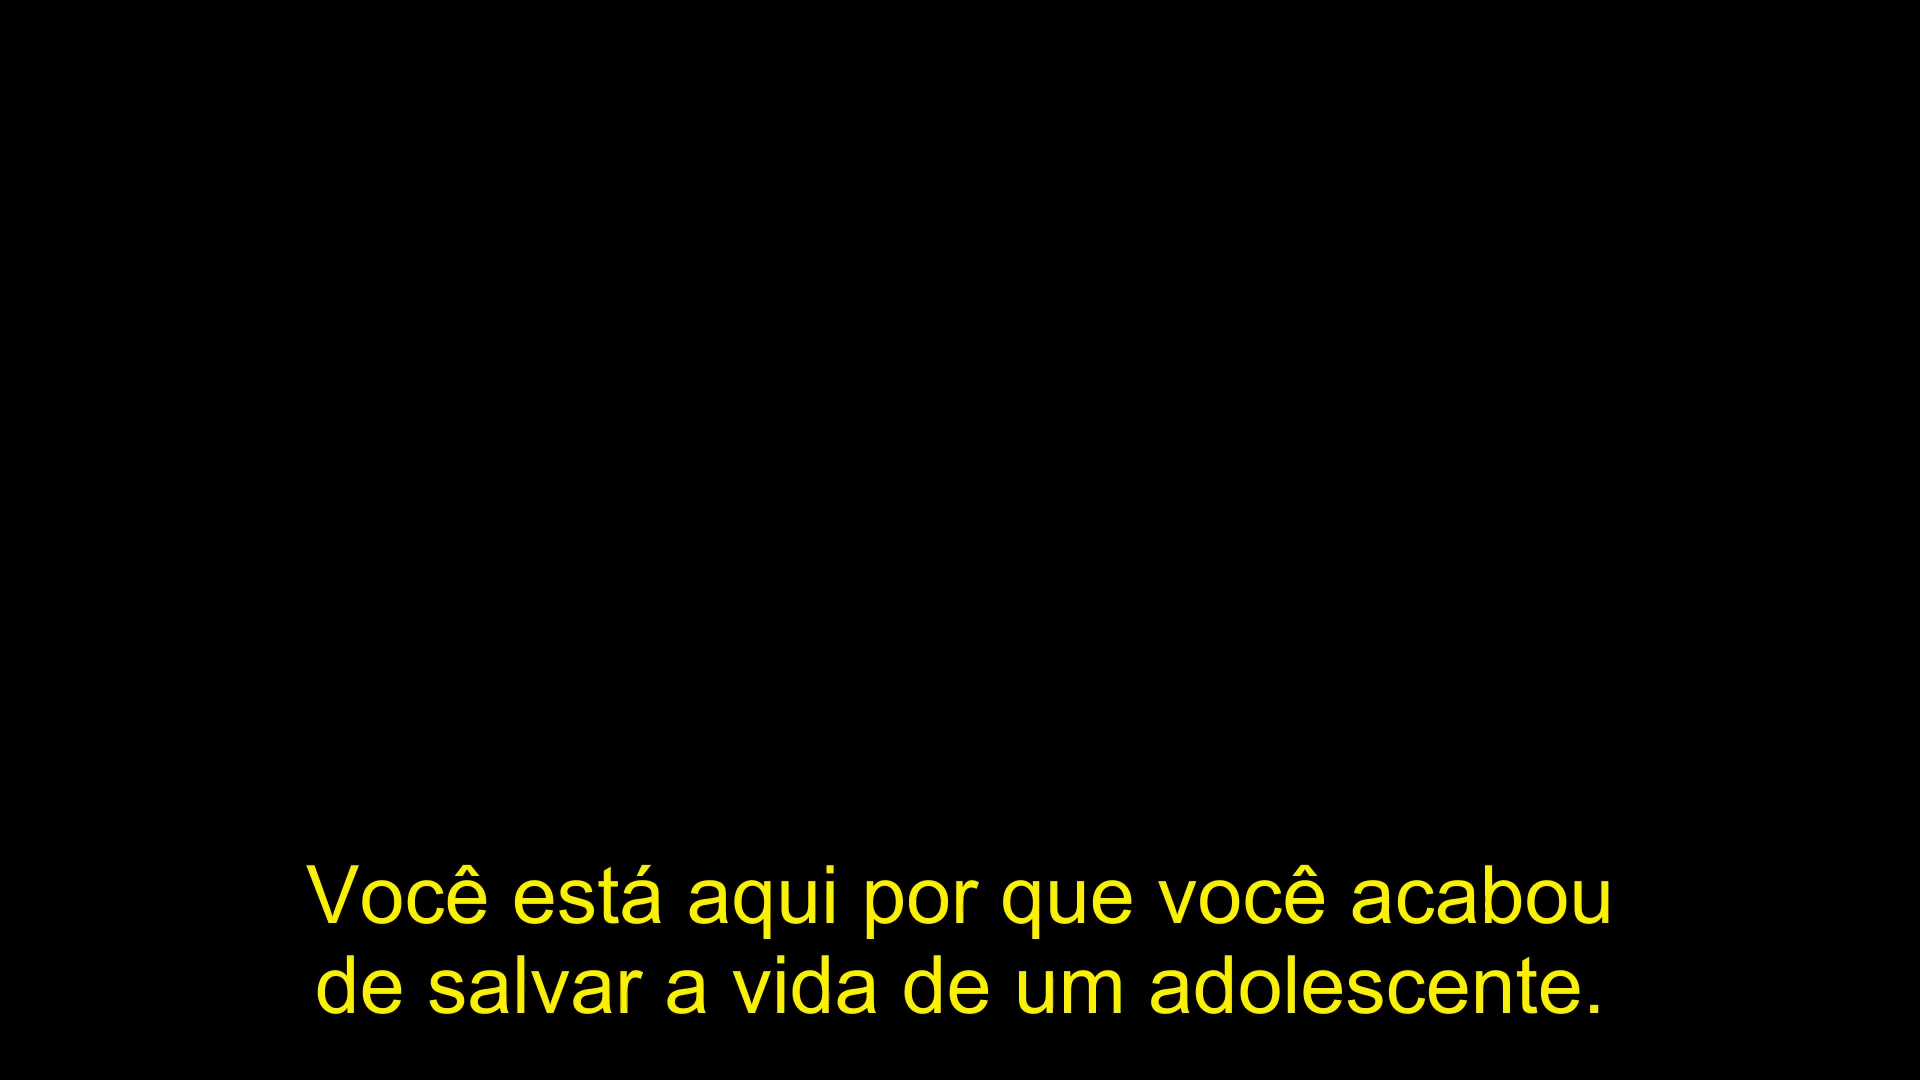 Você está aqui por que você acabou
de salvar a vida de um adolescente.